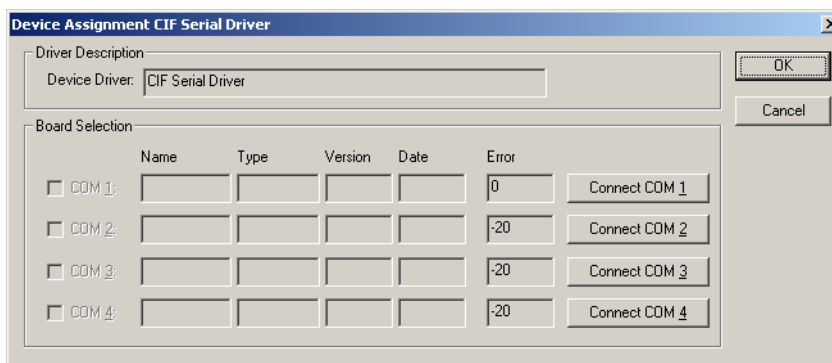 Device Assignment CIF Serial Driver
Driver Description
Device Driver: CIF Serial Driver
OK
Cancel
Board Selection
Name Type Version Date Error
COM 1: 0 Connect COM 1
COM 2: -20 Connect COM 2
COM 3: -20 Connect COM 3
COM 4: -20 Connect COM 4